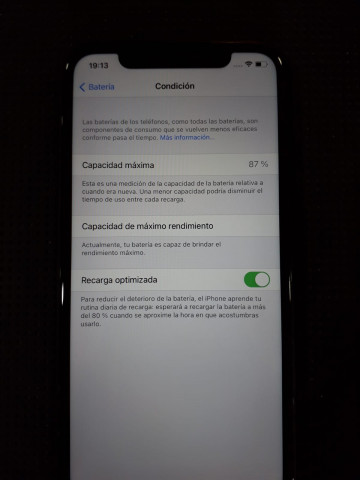 19:13
Batería
Condición
Las baterías de los teléfonos, como todas las baterías, son
componentes de consumo que se vuelven menos eficaces
conforme pasa el tiempo. Más información...
Capacidad máxima 87 %
Esta es una medición de la capacidad de la batería relativa a
cuando era nueva. Una menor capacidad podría disminuir el
tiempo de uso entre cada recarga.
Capacidad de máximo rendimiento
Actualmente, tu batería es capaz de brindar el
rendimiento máximo.
Recarga optimizada
Para reducir el deterioro de la batería, el iPhone aprende tu
rutina diaria de recarga: esperará a recargar la batería a más
del 80 % cuando se aproxime la hora en que acostumbras
usarlo.